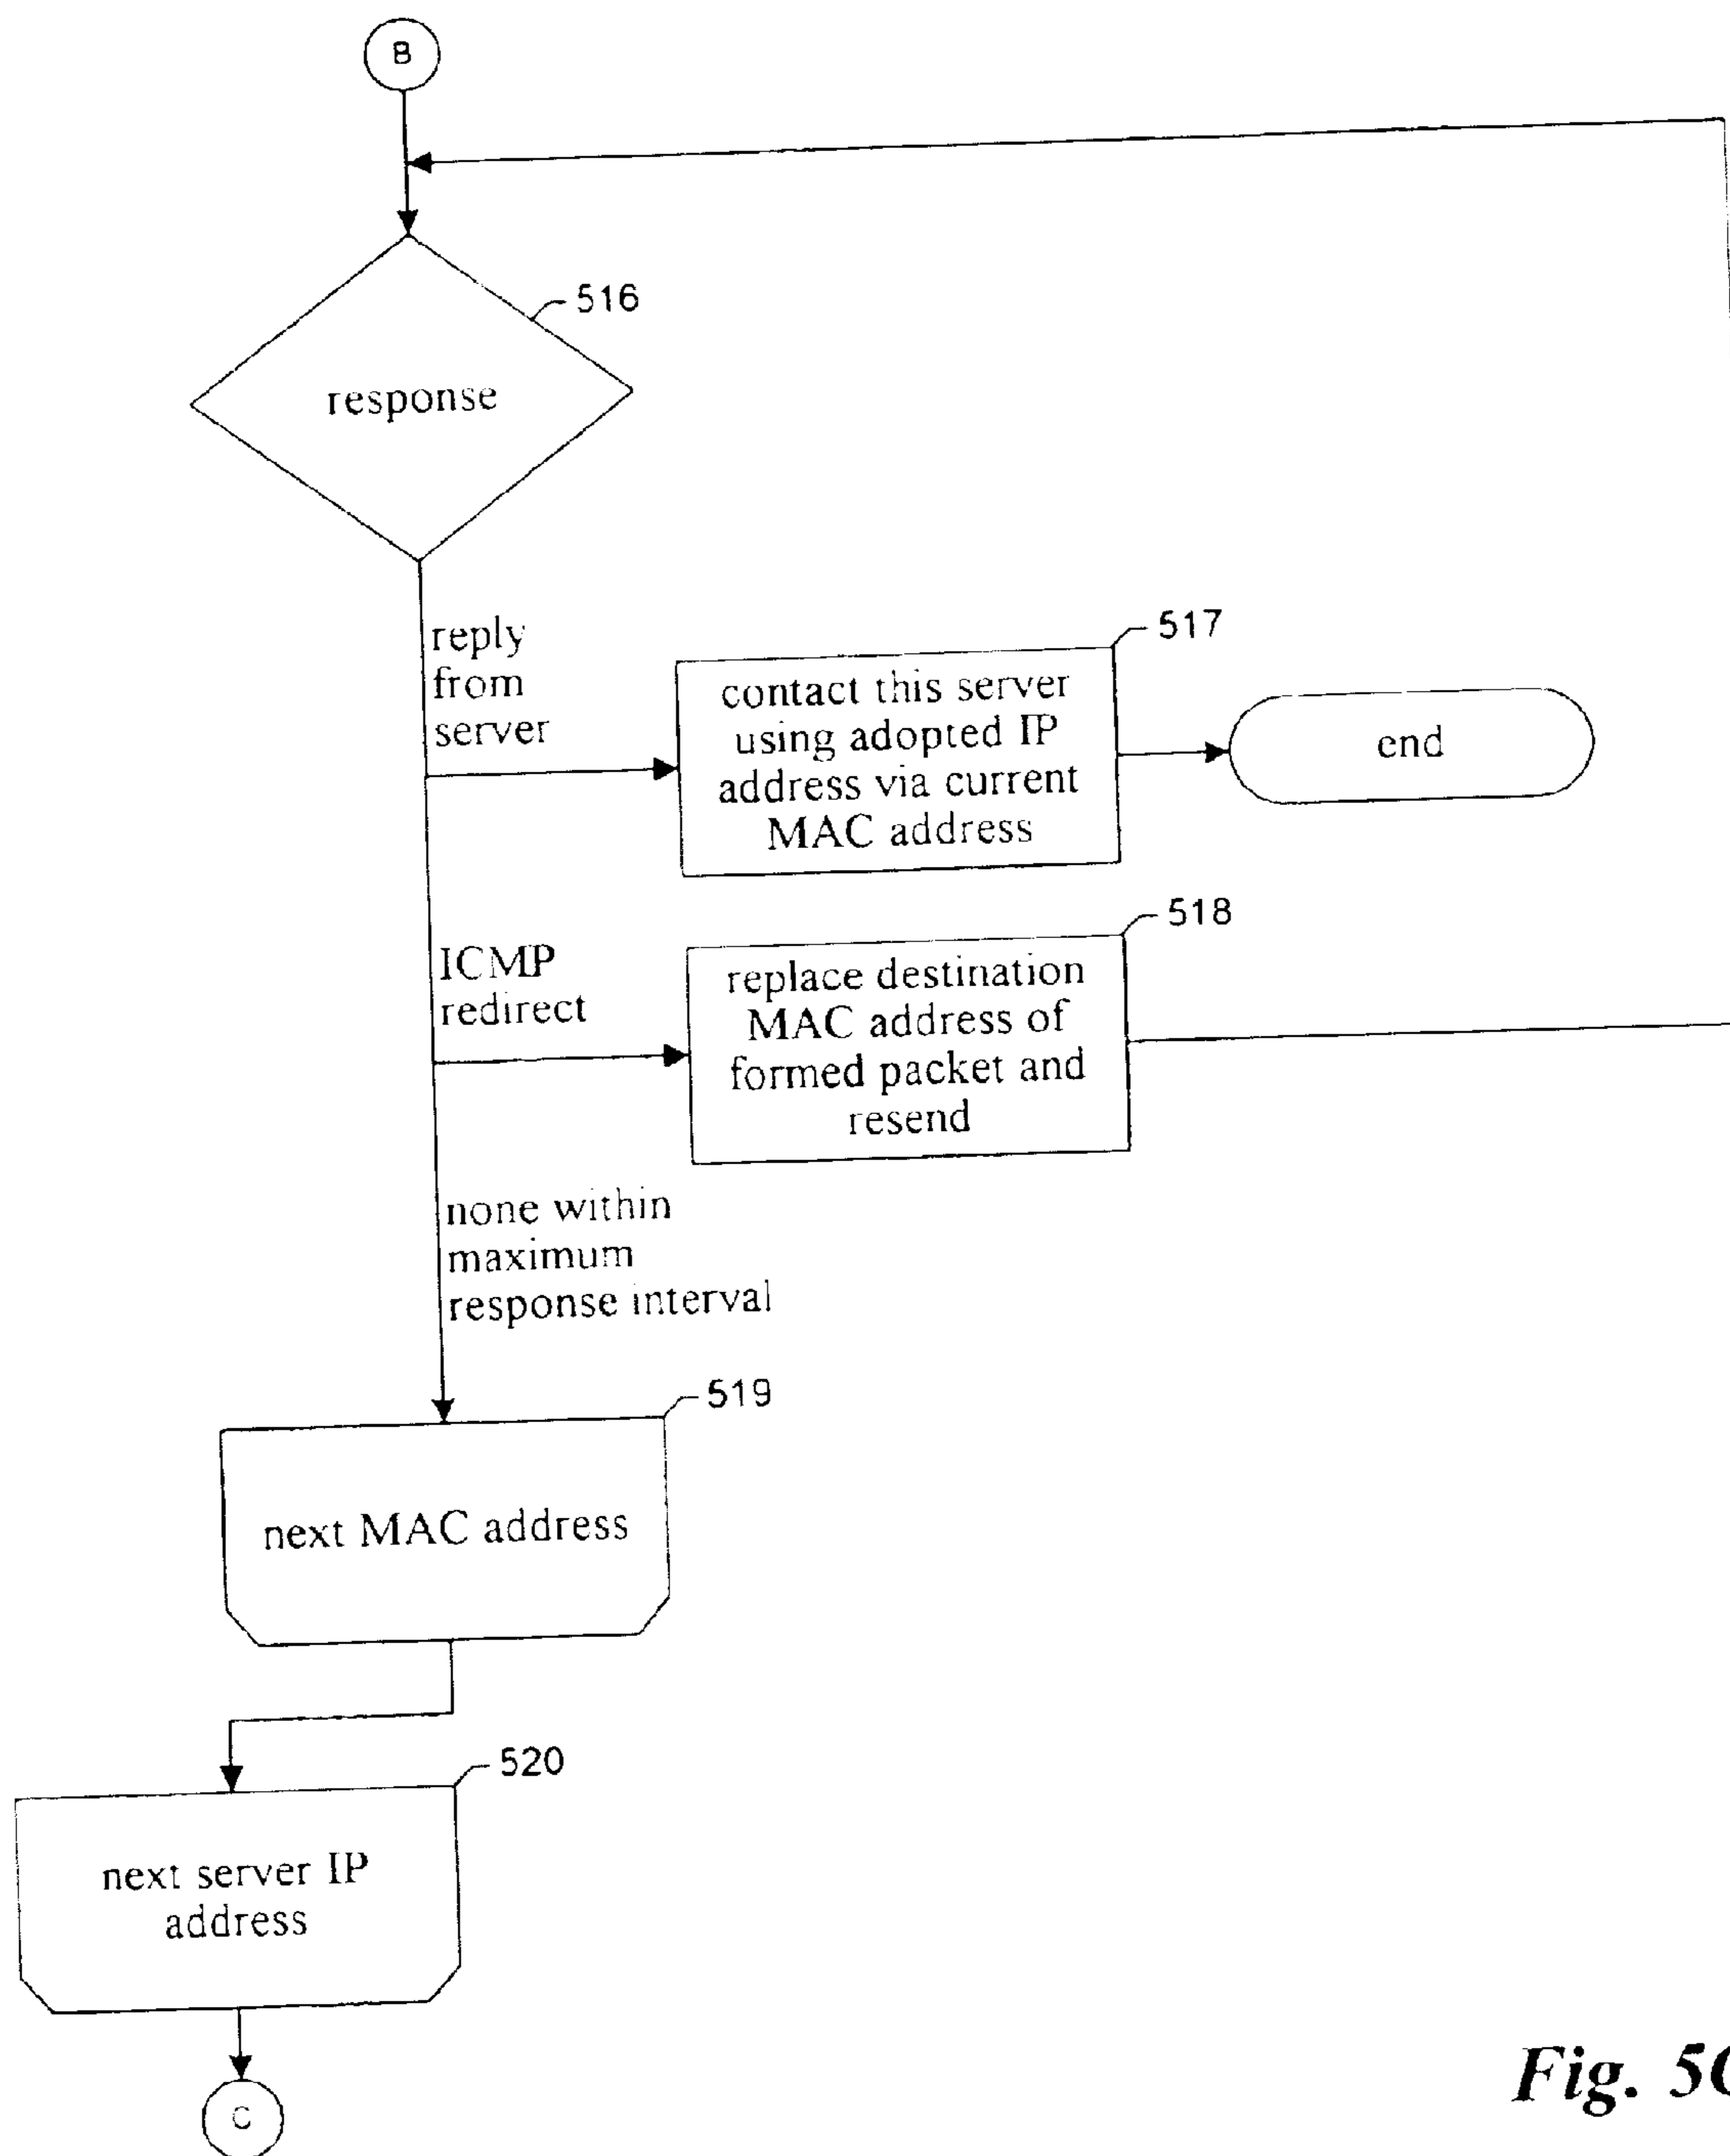 B
516
response
reply
from
server
517
contact this server
using adopted IP
address via current
MAC address
end
518
ICMP
redirect
replace destination
MAC address of
formed packet and
resend
none within
maximum
response interval
519
next MAC address
520
next server IP
address
C
Fig.